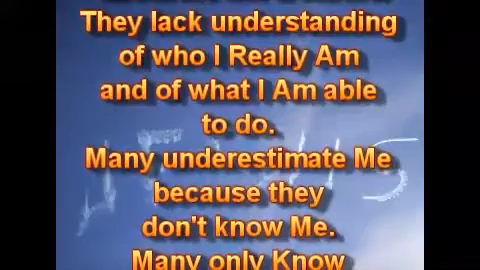 They lack understanding
of who I Really Am
and of what I Am able
to do.
Many underestimate Me
because they
don't know Me.
Many only Know